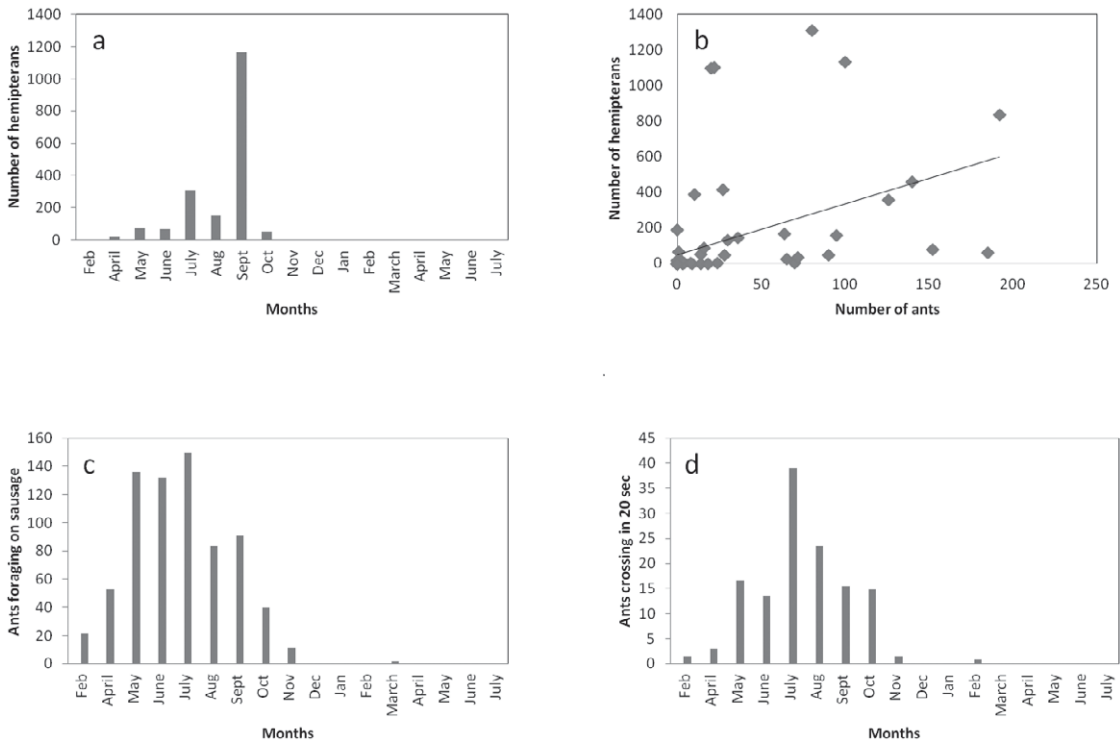 a
Number of hemipterans
1400
1200
1000
800
600
400
200
0
Feb
April
May
June
July
Aug
Sept
Oct
Nov
Dec
Jan
Feb
March
April
May
June
July
Months
b
Number of hemipterans
1400
1200
1000
800
600
400
200
0
0
50
100
150
200
250
Number of ants
c
Ants foraging on sausage
160
140
120
100
80
60
40
20
0
Feb
April
May
June
July
Aug
Sept
Oct
Nov
Dec
Jan
Feb
March
April
May
June
July
Months
d
Ants crossing in 20 sec
45
40
35
30
25
20
15
10
5
0
Feb
April
May
June
July
Aug
Sept
Oct
Nov
Dec
Jan
Feb
March
April
May
June
July
Months